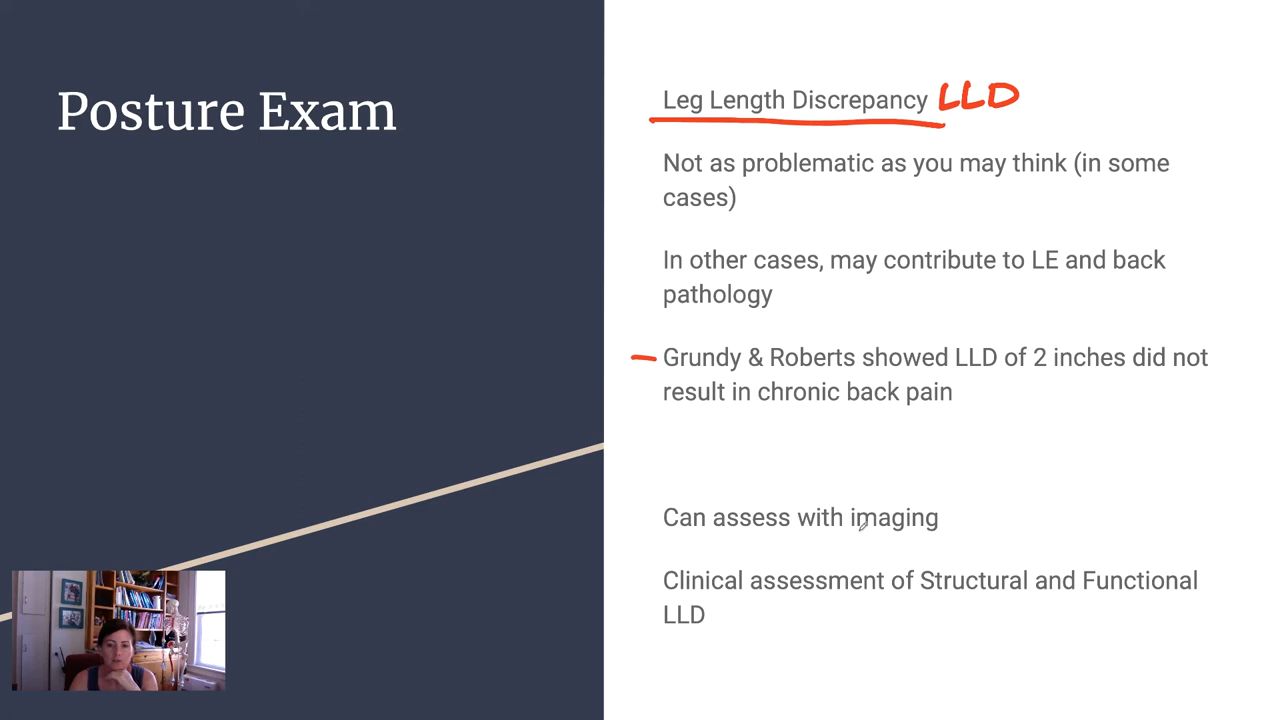 Posture Exam
Leg Length Discrepancy LLD
Not as problematic as you may think (in some
cases)
In other cases, may contribute to LE and back
pathology
Grundy & Roberts showed LLD of 2 inches did not
result in chronic back pain
Can assess with imaging
Clinical assessment of Structural and Functional
LLD